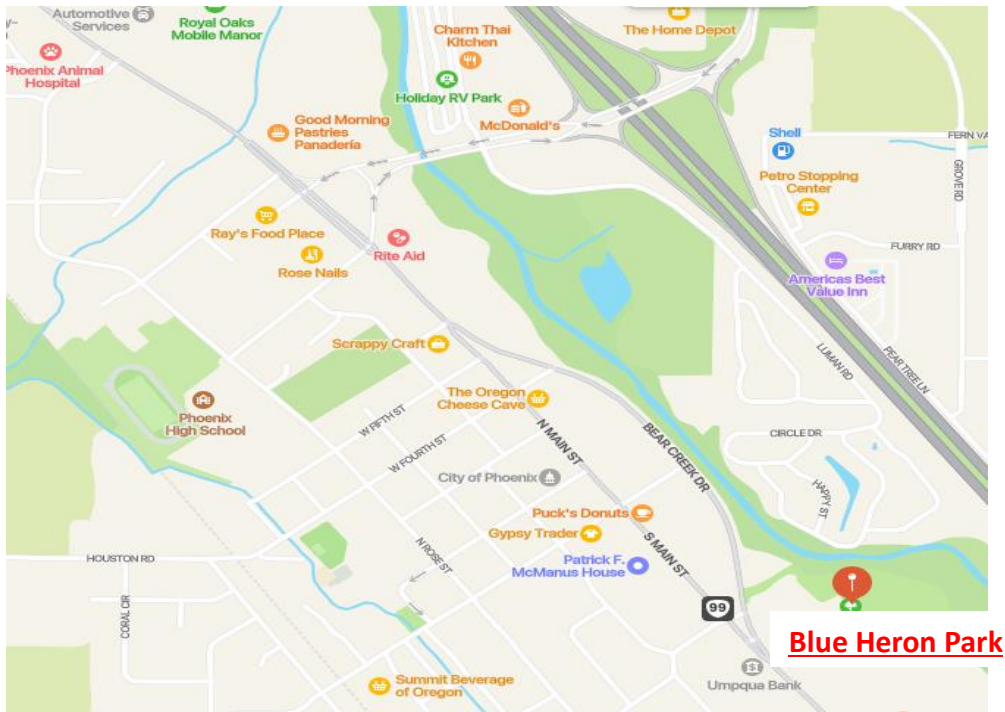 Automotive
Services
Royal Oaks
Mobile Manor
Charm Thai
Kitchen
The Home Depot
Phoenix Animal
Hospital
Holiday RV Park
McDonald's
Good Morning
Pastries
Panadería
Shell
FERN VA
GROVE RD
Petro Stopping
Center
Ray's Food Place
Rite Aid
Rose Nails
FURRY RD
Americas Best
Value Inn
Scrappy Craft
LUMAN RD
PEAR TREE LN
The Oregon
Cheese Cave
Phoenix
High School
W FIFTH ST
W FOURTH ST
N MAIN ST
BEAR CREEK DR
CIRCLE DR
City of Phoenix
HAPPY ST
Puck's Donuts
Gypsy Trader
S MAIN ST
HOUSTON RD
N ROSE ST
Patrick F.
McManus House
CORAL CIR
99
Blue Heron Park
Summit Beverage
of Oregon
Umpqua Bank